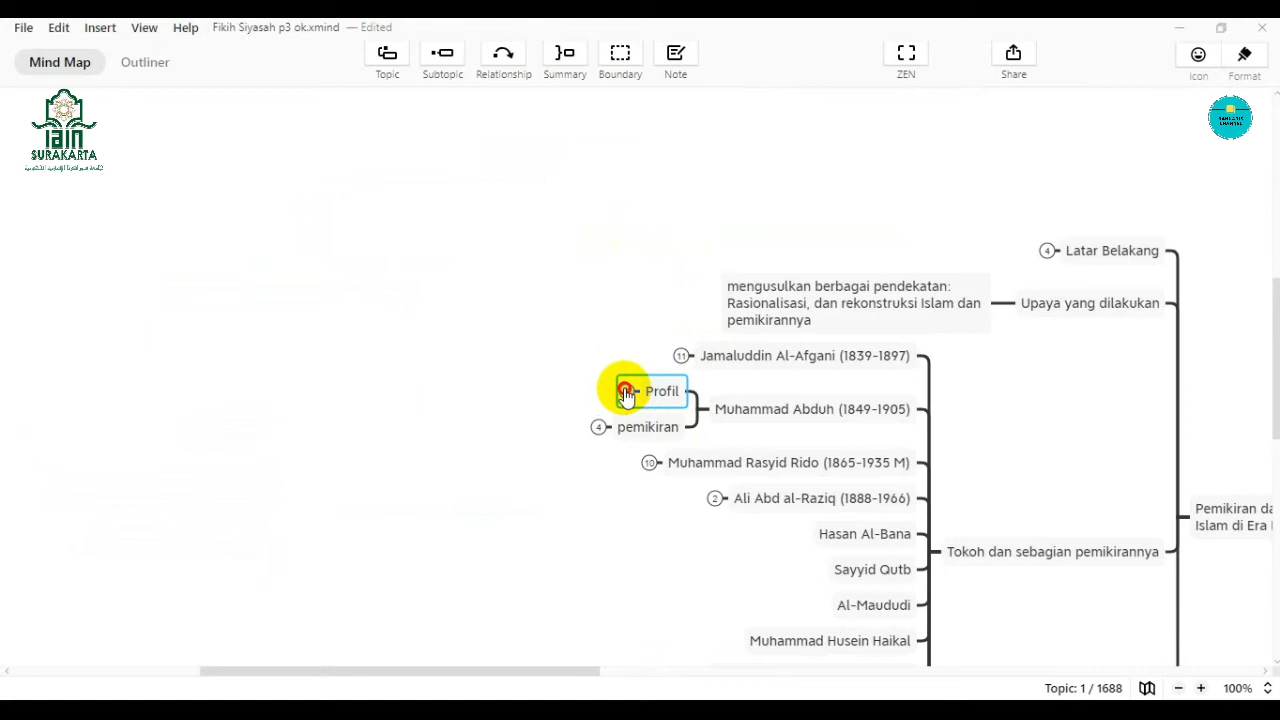 File Edit Insert View Help Fikih Siyasah p3 ok.xmind — Edited
Mind Map Outliner
Topic Subtopic Relationship Summary Boundary Note ZEN Share Icon Format
iain
SURAKARTA
CHANNEL
4 Latar Belakang
mengusulkan berbagai pendekatan:
Rasionalisasi, dan rekonstruksi Islam dan
pemikirannya
Upaya yang dilakukan
11 Jamaluddin Al-Afgani (1839-1897)
Profil
Muhammad Abduh (1849-1905)
4 pemikiran
10 Muhammad Rasyid Rido (1865-1935 M)
2 Ali Abd al-Raziq (1888-1966)
Hasan Al-Bana
Sayyid Qutb
Al-Maududi
Muhammad Husein Haikal
Tokoh dan sebagian pemikirannya
Pemikiran da
Islam di Era
Topic: 1 / 1688 100%